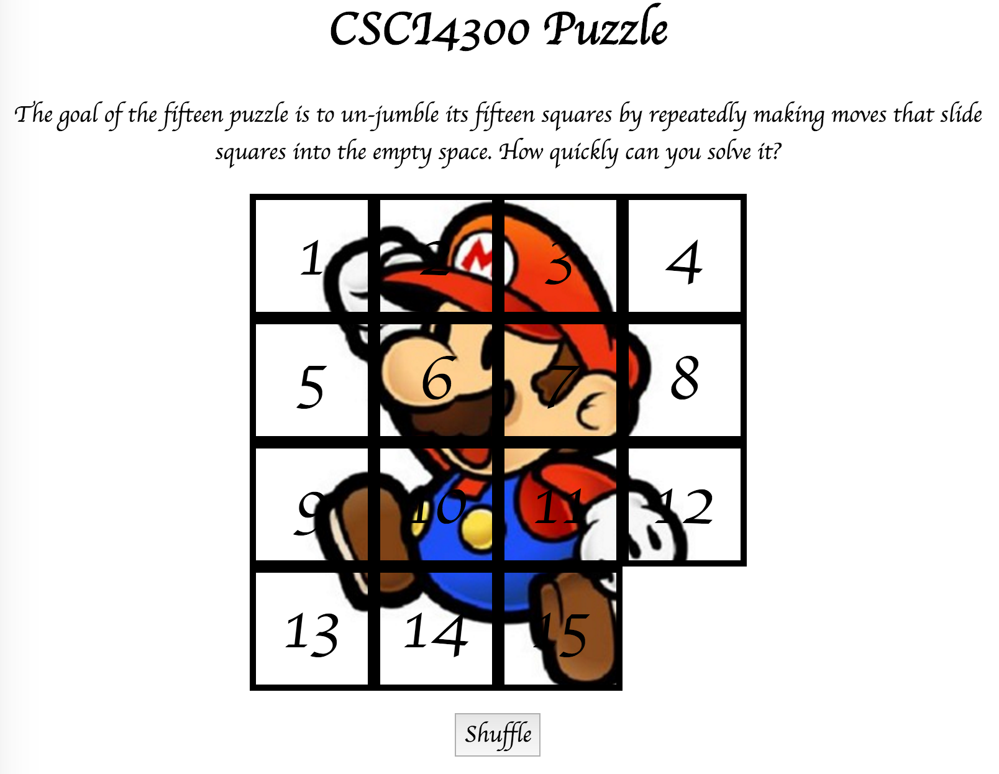 CSCI4300 Puzzle
The goal of the fifteen puzzle is to un-jumble its fifteen squares by repeatedly making moves that slide
squares into the empty space. How quickly can you solve it?
1 2 3 4
M
5 6 7 8
9 10 11 12
13 14 15
Shuffle